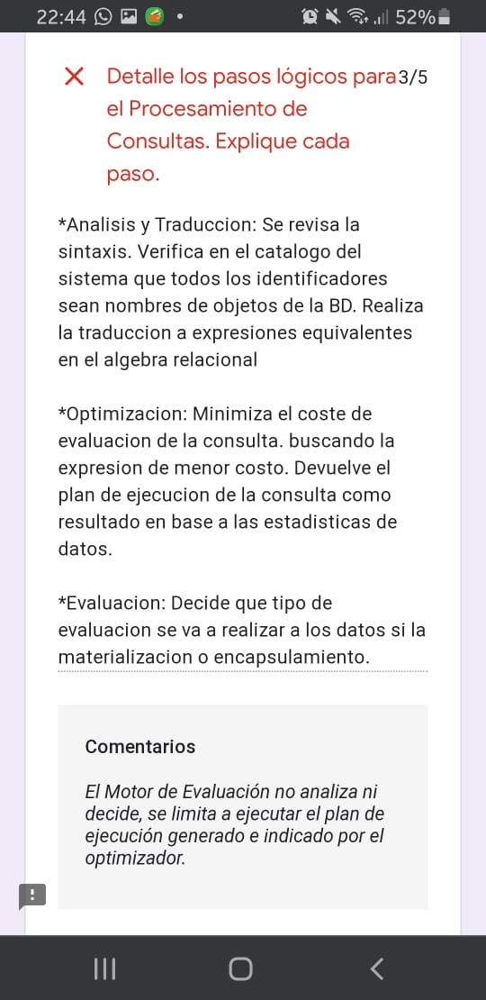 22:44 52%
Detalle los pasos lógicos para 3/5
el Procesamiento de
Consultas. Explique cada
paso.
*Analisis y Traduccion: Se revisa la
sintaxis. Verifica en el catalogo del
sistema que todos los identificadores
sean nombres de objetos de la BD. Realiza
la traduccion a expresiones equivalentes
en el algebra relacional
*Optimizacion: Minimiza el coste de
evaluacion de la consulta. buscando la
expresion de menor costo. Devuelve el
plan de ejecucion de la consulta como
resultado en base a las estadisticas de
datos.
*Evaluacion: Decide que tipo de
evaluacion se va a realizar a los datos si la
materializacion o encapsulamiento.
Comentarios
El Motor de Evaluación no analiza ni
decide, se limita a ejecutar el plan de
ejecución generado e indicado por el
optimizador.